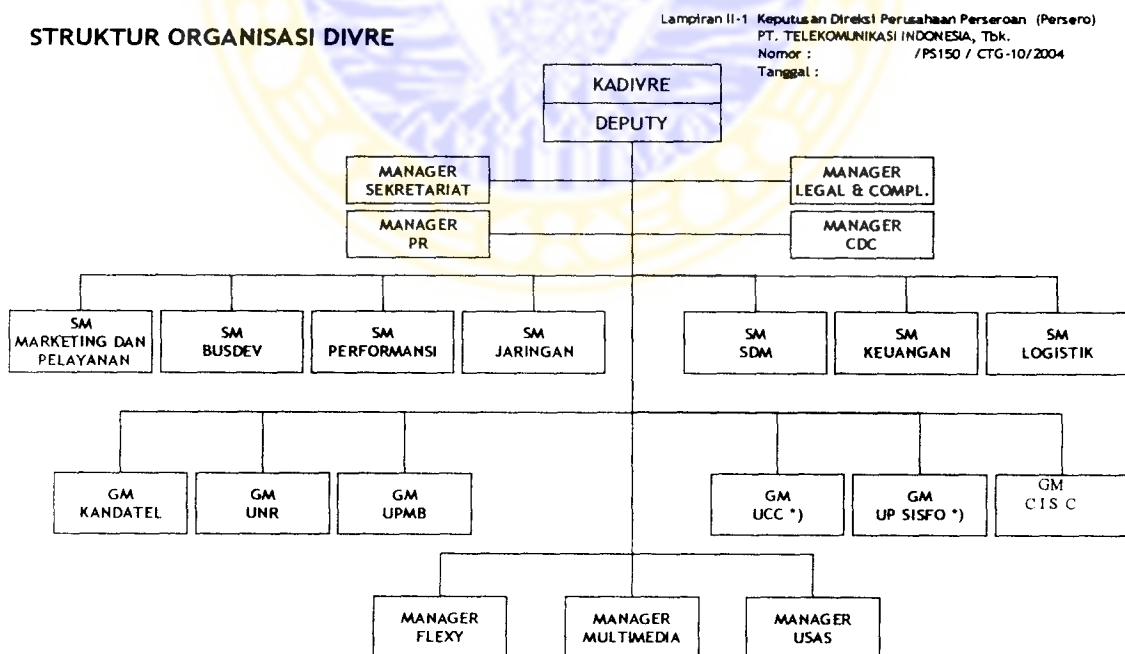 Lampiran II-1 Keputusan Direksi Perusahaan Perseroan (Persero)
PT. TELEKOMUNIKASI INDONESIA, Tbk.
Nomor : /PS150 / CTG-10/2004
Tanggal :
STRUKTUR ORGANISASI DIVRE
KADIVRE
DEPUTY
MANAGER
SEKRETARIAT
MANAGER
LEGAL & COMPL.
MANAGER
PR
MANAGER
CDC
SM
MARKETING DAN
PELAYANAN
SM
BUSDEV
SM
PERFORMANSI
SM
JARINGAN
SM
SDM
SM
KEUANGAN
SM
LOGISTIK
GM
KANDATEL
GM
UNR
GM
UPMB
GM
UCC *)
GM
UP SISFO *)
GM
CIS C
MANAGER
FLEXY
MANAGER
MULTIMEDIA
MANAGER
USAS